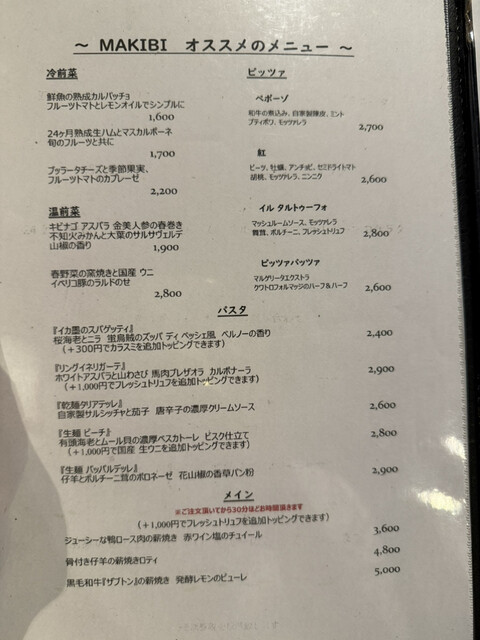 ～ MAKIBI オススメのメニュー ～
冷前菜
鮮魚の熟成カルパッチョ
フルーツトマトとレモンオイルでシンプルに
1,600
24ヶ月熟成生ハムとマスカルポーネ
旬のフルーツと共に
1,700
ブッラータチーズと季節果実、
フルーツトマトのカプレーゼ
2,200
温前菜
キビナゴ アスパラ 金美人参の春巻き
不知火みかんと大葉のサルサヴェルデ
山椒の香り 1,900
春野菜の窯焼きと国産 ウニ
イベリコ豚のラルドのせ
2,800
ピッツァ
ペポーゾ
和牛の煮込み、自家製陳皮、ミント
プティポワ、モッツァレラ
2,700
紅
ビーツ、牡蠣、アンチョビ、セミドライトマト
胡桃、モッツァレラ、ニンニク 2,600
イル タルトゥーフォ
マッシュルームソース、モッツァレラ
舞茸、ポルチーニ、フレッシュトリュフ 2,800
ピッツァパッツァ
マルゲリータエクストラ
クワトロフォルマッジのハーフ＆ハーフ 2,600
パスタ
『イカ墨のスパゲッティ』
桜海老とニラ 蛍烏賊のズッパ ディ ペッシェ風 ペルノーの香り 2,400
（＋300円でカラスミを追加トッピングできます）
『リングイネリガーテ』
ホワイトアスパラと山わさび 馬肉ブレザオラ カルボナーラ 2,900
（＋1,000円でフレッシュトリュフを追加トッピングできます）
『乾麺タリアテッレ』
自家製サルシッチャと茄子 唐辛子の濃厚クリームソース 2,600
『生麺 ピーチ』
有頭海老とムール貝の濃厚ペスカトーレ ビスク仕立て 2,800
（＋1,000円で国産 生ウニを追加トッピングできます）
『生麺 パッパルデッレ』
仔羊とポルチーニ茸のボロネーゼ 花山椒の香草パン粉 2,900
メイン
※ご注文頂いてから30分ほどお時間頂きます
（＋1,000円でフレッシュトリュフを追加トッピングできます）
ジューシーな鴨ロース肉の薪焼き 赤ワイン塩のチュイール 3,600
骨付き仔羊の薪焼きロティ 4,800
黒毛和牛『ザブトン』の薪焼き 発酵レモンのピューレ 5,000